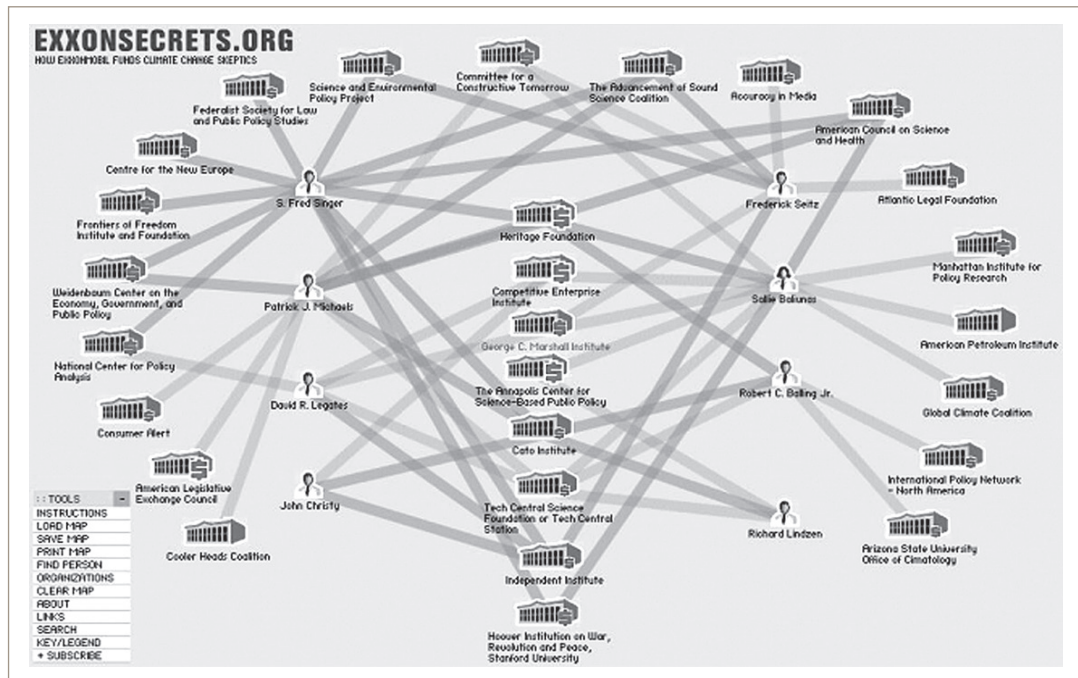 EXXONSECRETS.ORG
HOW EXXONMOBIL FUNDS CLIMATE CHANGE SKEPTICS
Federalist Society for Law
and Public Policy Studies
Science and Environmental
Policy Project
Committee for a
Constructive Tomorrow
The Advancement of Sound
Science Coalition
Accuracy in Media
American Council on Science
and Health
Centre for the New Europe
S. Fred Singer
Frederick Seitz
Atlantic Legal Foundation
Frontiers of Freedom
Institute and Foundation
Heritage Foundation
Manhattan Institute for
Policy Research
Weidenbaum Center on the
Economy, Government, and
Public Policy
Patrick J. Michaels
Competitive Enterprise
Institute
Sallie Baliunas
George C. Marshall Institute
American Petroleum Institute
National Center for Policy
Analysis
David R. Legates
The Annapolis Center for
Science-Based Public Policy
Robert C. Balling Jr.
Global Climate Coalition
Consumer Alert
Cato Institute
American Legislative
Exchange Council
John Christy
Tech Central Science
Foundation or Tech Central
Station
Richard Lindzen
International Policy Network
- North America
Cooler Heads Coalition
Independent Institute
Arizona State University
Office of Cimatology
Hoover Institution on War,
Revolution and Peace,
Stanford University
:: TOOLS -
INSTRUCTIONS
LOAD MAP
SAVE MAP
PRINT MAP
FIND PERSON
ORGANIZATIONS
CLEAR MAP
ABOUT
LINKS
SEARCH
KEY/LEGEND
+ SUBSCRIBE